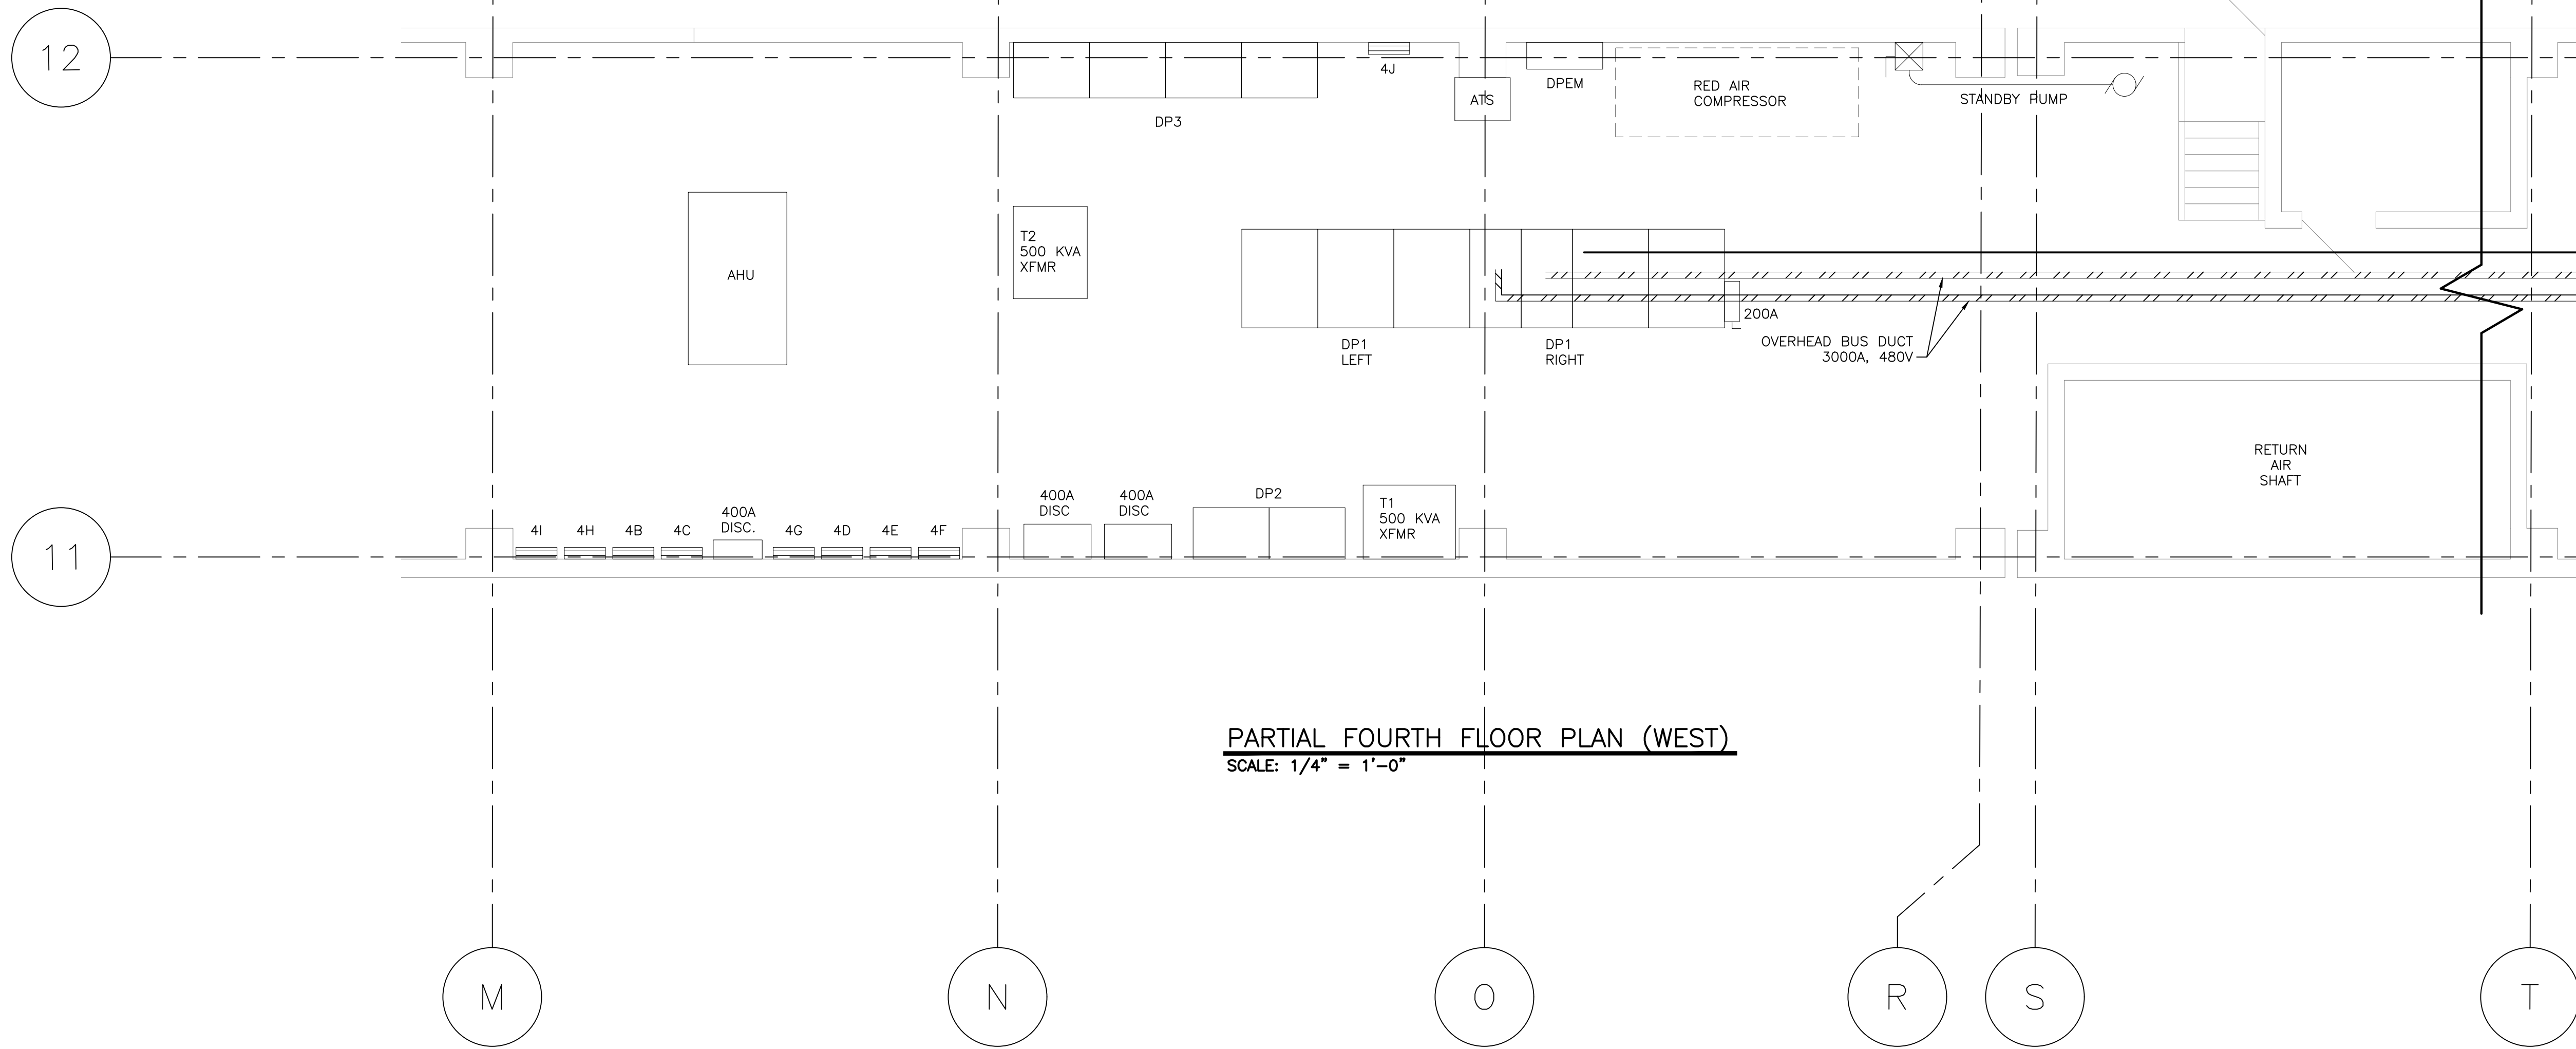 12
4J
DPEM
RED AIR
COMPRESSOR
ATS
STANDBY PUMP
DP3
T2
500 KVA
XFMR
AHU
200A
DP1
LEFT
DP1
RIGHT
OVERHEAD BUS DUCT
3000A, 480V
RETURN
AIR
SHAFT
11
4I
4H
4B
4C
400A
DISC.
4G
4D
4E
4F
400A
DISC
400A
DISC
DP2
T1
500 KVA
XFMR
PARTIAL FOURTH FLOOR PLAN (WEST)
SCALE: 1/4" = 1'-0"
M
N
O
R
S
T